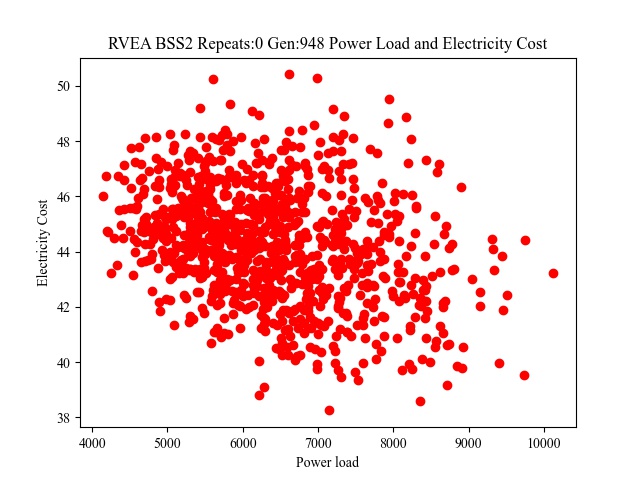 RVEA BSS2 Repeats:0 Gen:948 Power Load and Electricity Cost
50
48
46
44
42
40
38
Electricity Cost
4000 5000 6000 7000 8000 9000 10000
Power load